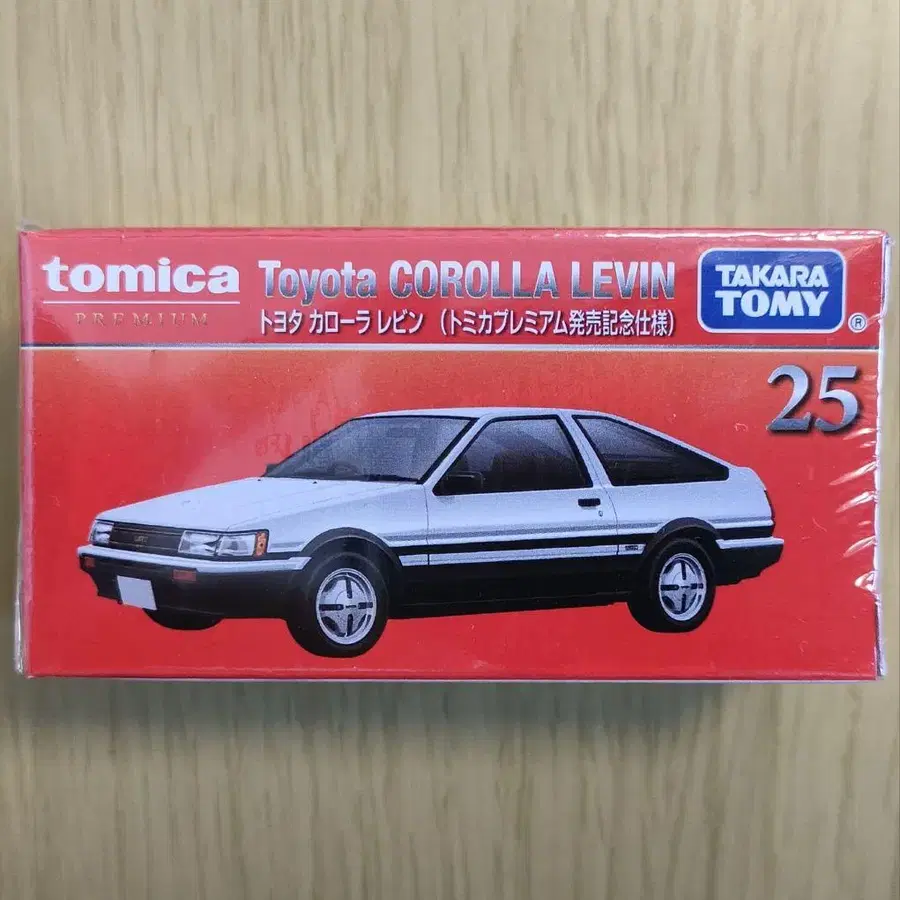 tomica
PREMIUM
Toyota COROLLA LEVIN
トヨタ カローラ レビン （トミカプレミアム発売記念仕様）
TAKARA
TOMY
®
25